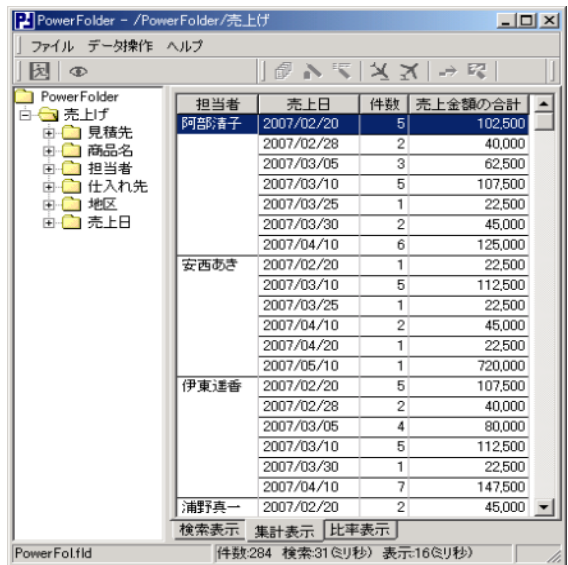 PowerFolder - /PowerFolder/売上げ
ファイル データ操作 ヘルプ
PowerFolder
売上げ
見積先
商品名
担当者
仕入れ先
地区
売上日
担当者 売上日 件数 売上金額の合計
阿部清子 2007/02/20 5 102,500
2007/02/28 2 40,000
2007/03/05 3 62,500
2007/03/10 5 107,500
2007/03/25 1 22,500
2007/03/30 2 45,000
2007/04/10 6 125,000
安西あき 2007/02/20 1 22,500
2007/03/10 5 112,500
2007/03/25 1 22,500
2007/04/10 2 45,000
2007/04/20 1 22,500
2007/05/10 1 720,000
伊東遥香 2007/02/20 5 107,500
2007/02/28 2 40,000
2007/03/05 4 80,000
2007/03/10 5 112,500
2007/03/30 1 22,500
2007/04/10 7 147,500
浦野真一 2007/02/20 2 45,000
検索表示 集計表示 比率表示
PowerFol.fld 件数:284 検索:31(ミリ秒) 表示:16(ミリ秒)